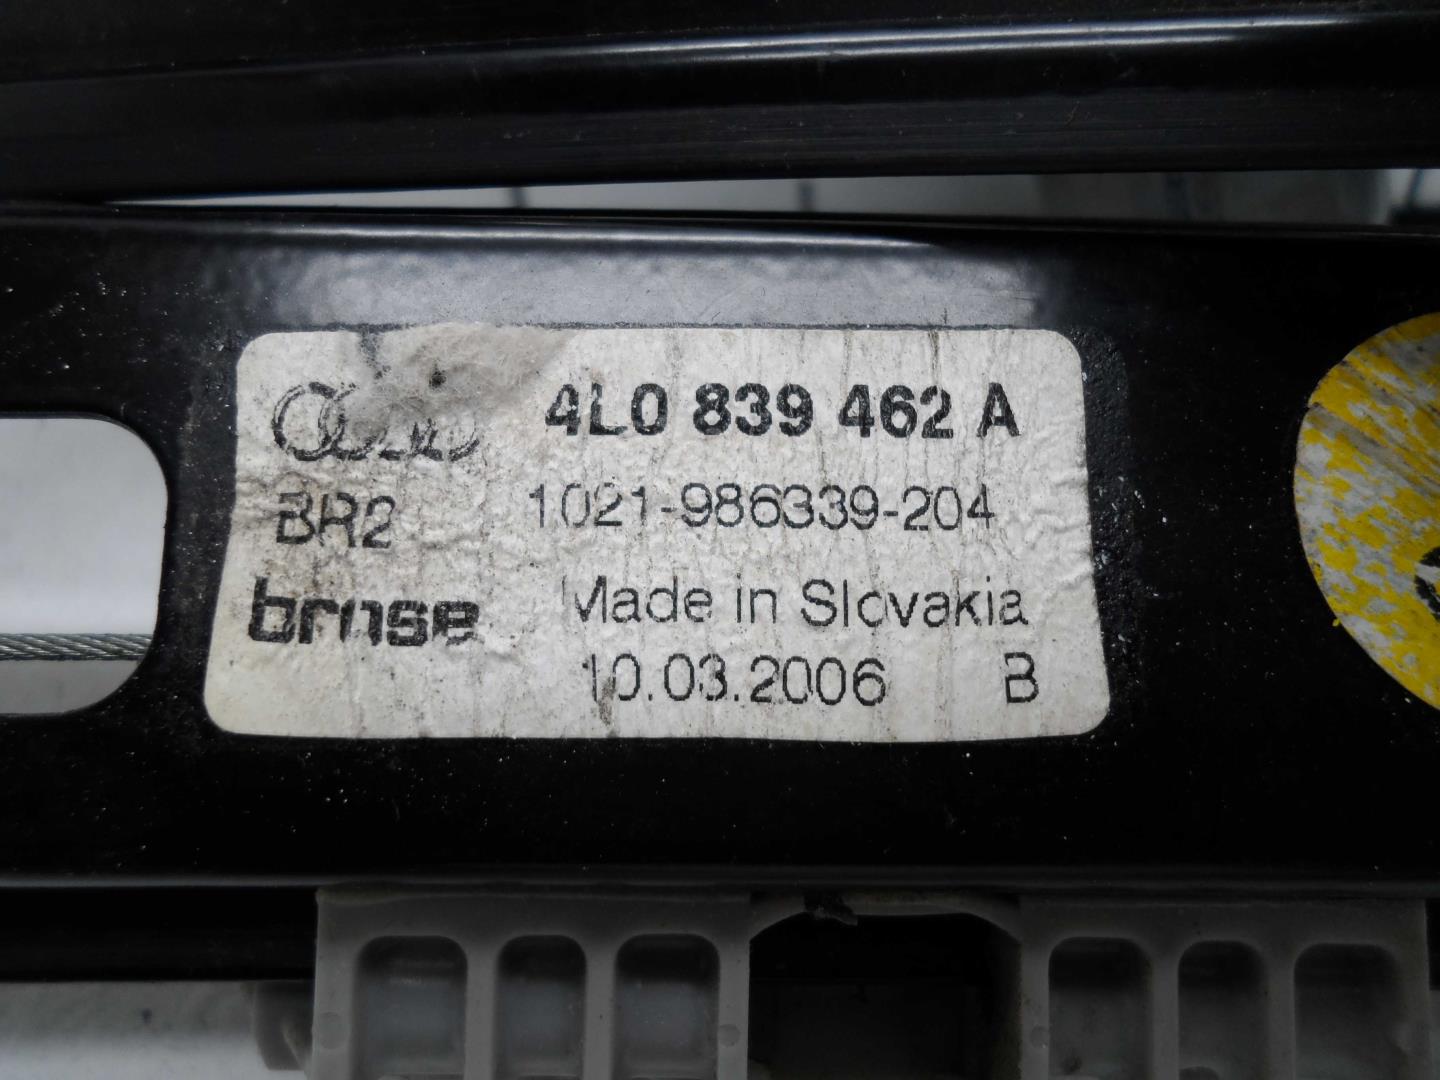 4L0 839 462 A
BR2 1021-986339-204
brose Made in Slovakia
10.03.2006 B